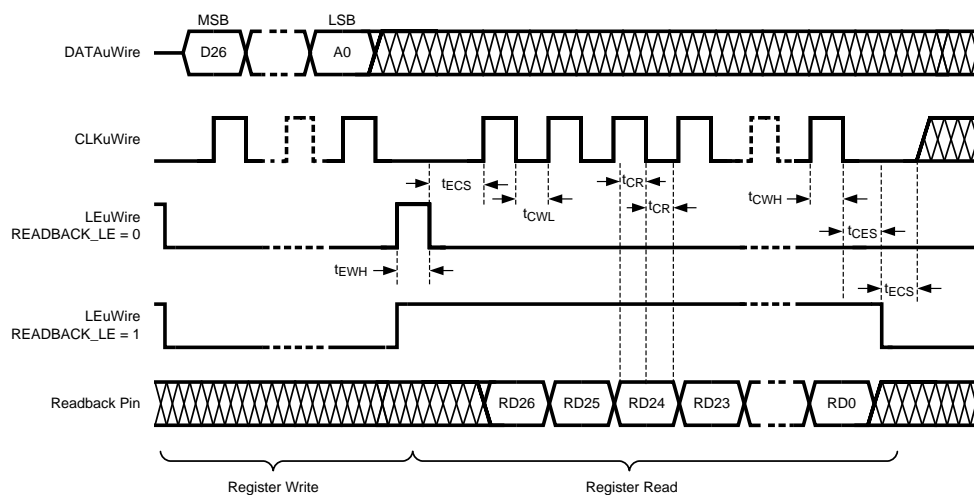 MSB
LSB
DATAuWire
D26
A0
CLKuWire
tECS
tCWL
tCR
tCR
tCWH
tCES
LEuWire
READBACK_LE = 0
tEWH
tECS
LEuWire
READBACK_LE = 1
Readback Pin
RD26
RD25
RD24
RD23
RD0
Register Write
Register Read